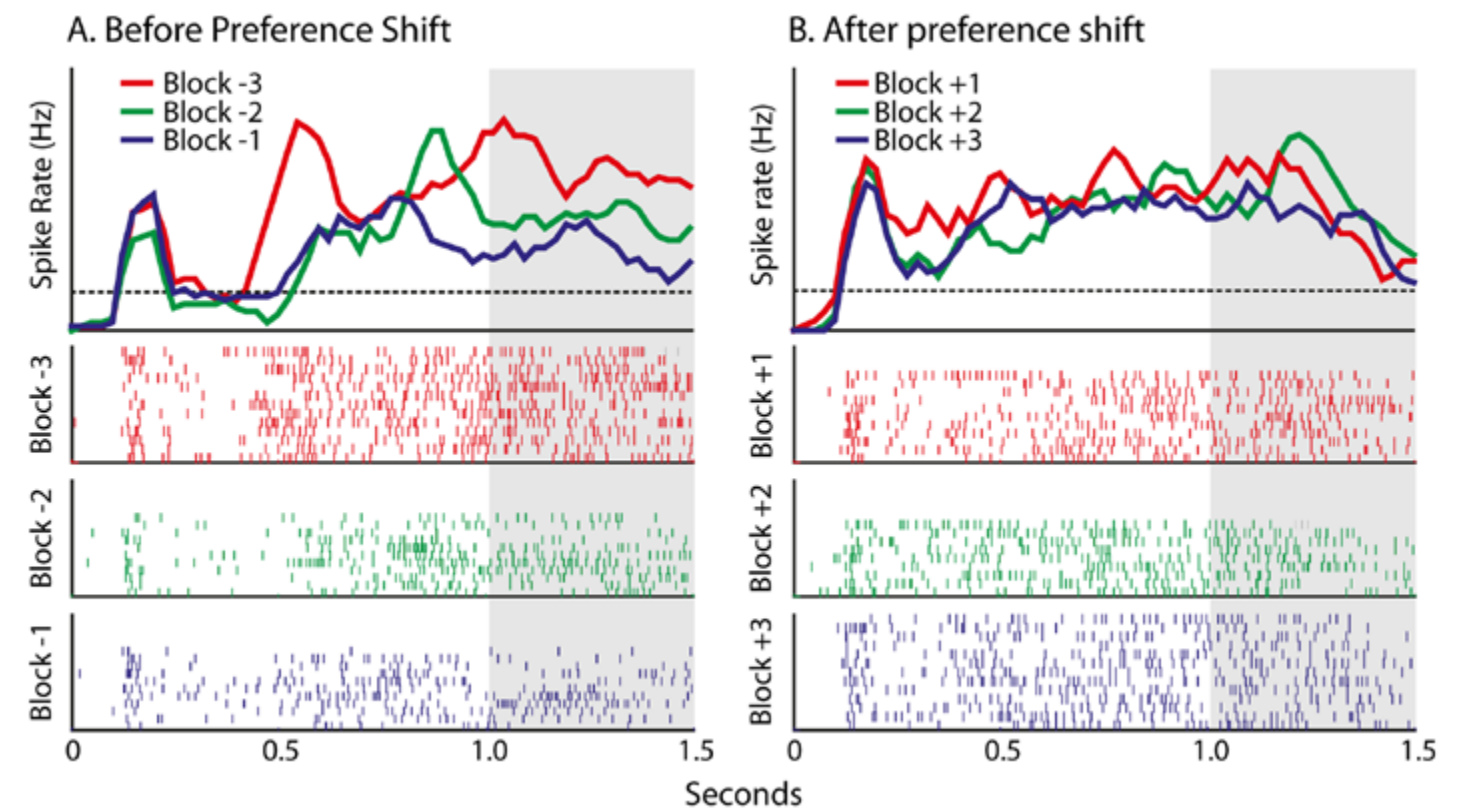 A. Before Preference Shift
Spike Rate (Hz)
Block -3
Block -2
Block -1
Block -3
Block -2
Block -1
0 0.5 1.0 1.5
B. After preference shift
Spike rate (Hz)
Block +1
Block +2
Block +3
Block +1
Block +2
Block +3
0 0.5 1.0 1.5
Seconds